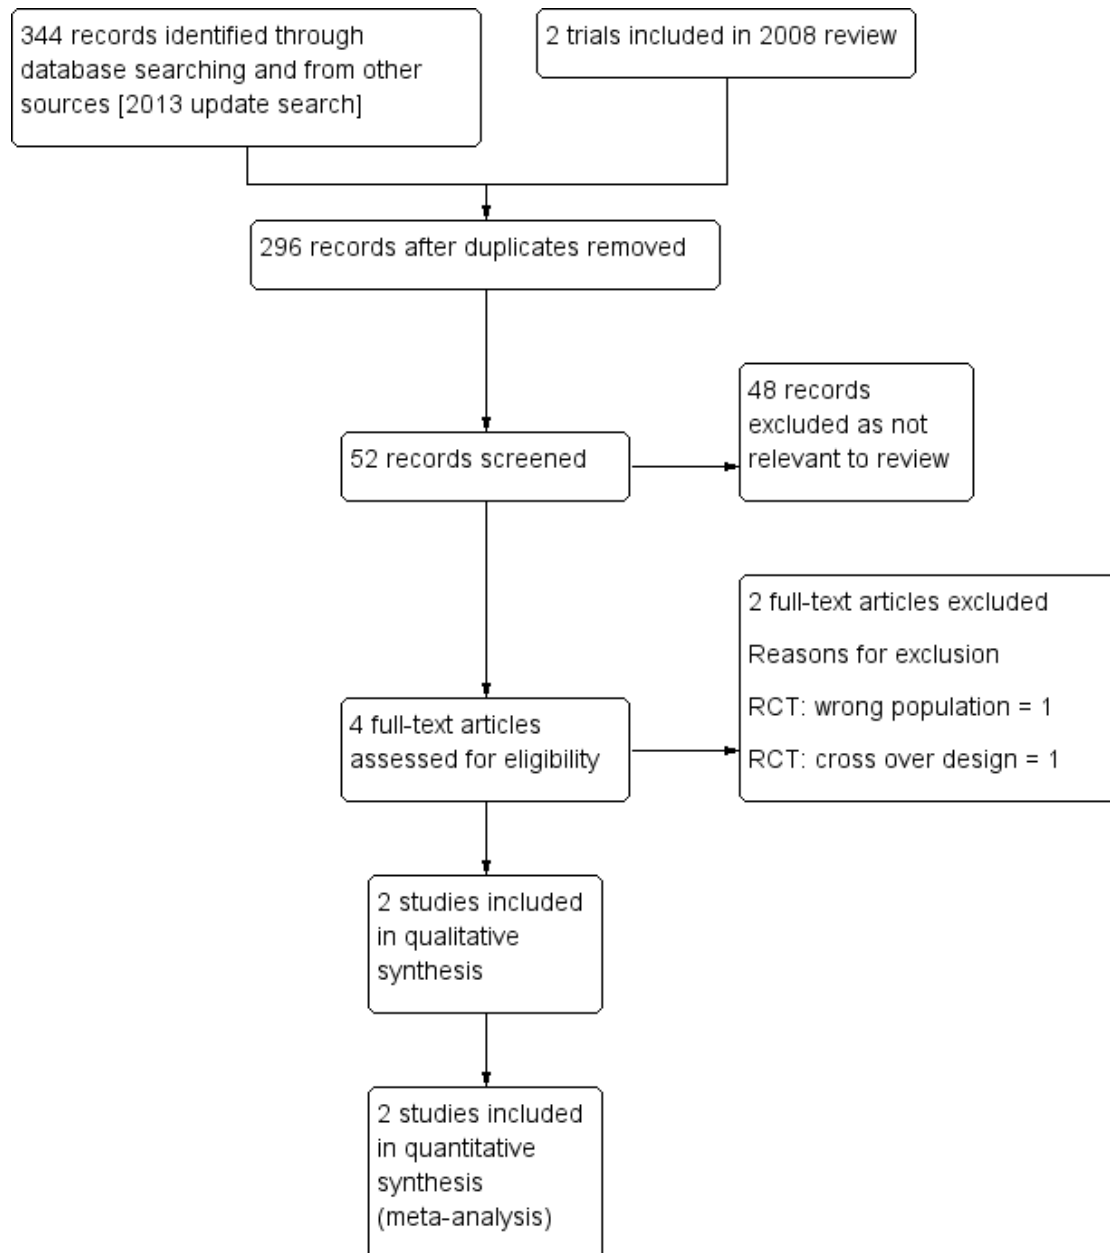 344 records identified through
database searching and from other
sources [2013 update search]
2 trials included in 2008 review
296 records after duplicates removed
52 records screened
48 records
excluded as not
relevant to review
4 full-text articles
assessed for eligibility
2 full-text articles excluded
Reasons for exclusion
RCT: wrong population = 1
RCT: cross over design = 1
2 studies included
in qualitative
synthesis
2 studies included
in quantitative
synthesis
(meta-analysis)